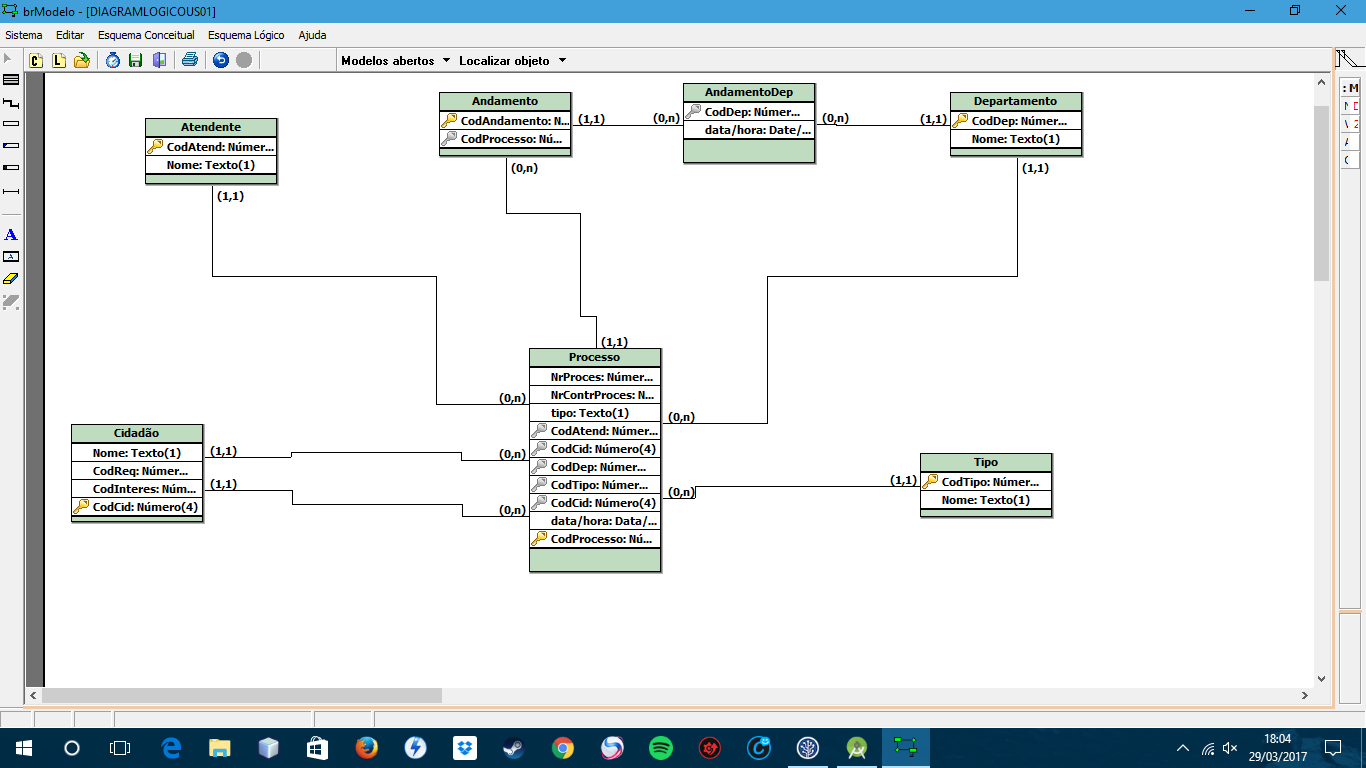 brModelo - [DIAGRAMLOGICOUS01]
Sistema Editar Esquema Conceitual Esquema Lógico Ajuda
C L Modelos abertos Localizar objeto
A
A
Atendente
CodAtend: Númer...
Nome: Texto(1)
(1,1)
Andamento
CodAndamento: N...
CodProcesso: Nú...
(1,1)
(0,n)
(0,n)
AndamentoDep
CodDep: Númer...
data/hora: Date/...
(0,n)
(1,1)
Departamento
CodDep: Númer...
Nome: Texto(1)
(1,1)
(1,1)
Processo
NrProces: Númer...
NrContrProces: N...
tipo: Texto(1)
CodAtend: Númer...
CodCid: Número(4)
CodDep: Númer...
CodTipo: Númer...
CodCid: Número(4)
data/hora: Data/...
CodProcesso: Nú...
(0,n)
(0,n)
(0,n)
(0,n)
(0,n)
Cidadão
Nome: Texto(1)
CodReq: Númer...
CodInteres: Núm...
CodCid: Número(4)
(1,1)
(1,1)
(1,1)
Tipo
CodTipo: Númer...
Nome: Texto(1)
: M
18:04
29/03/2017